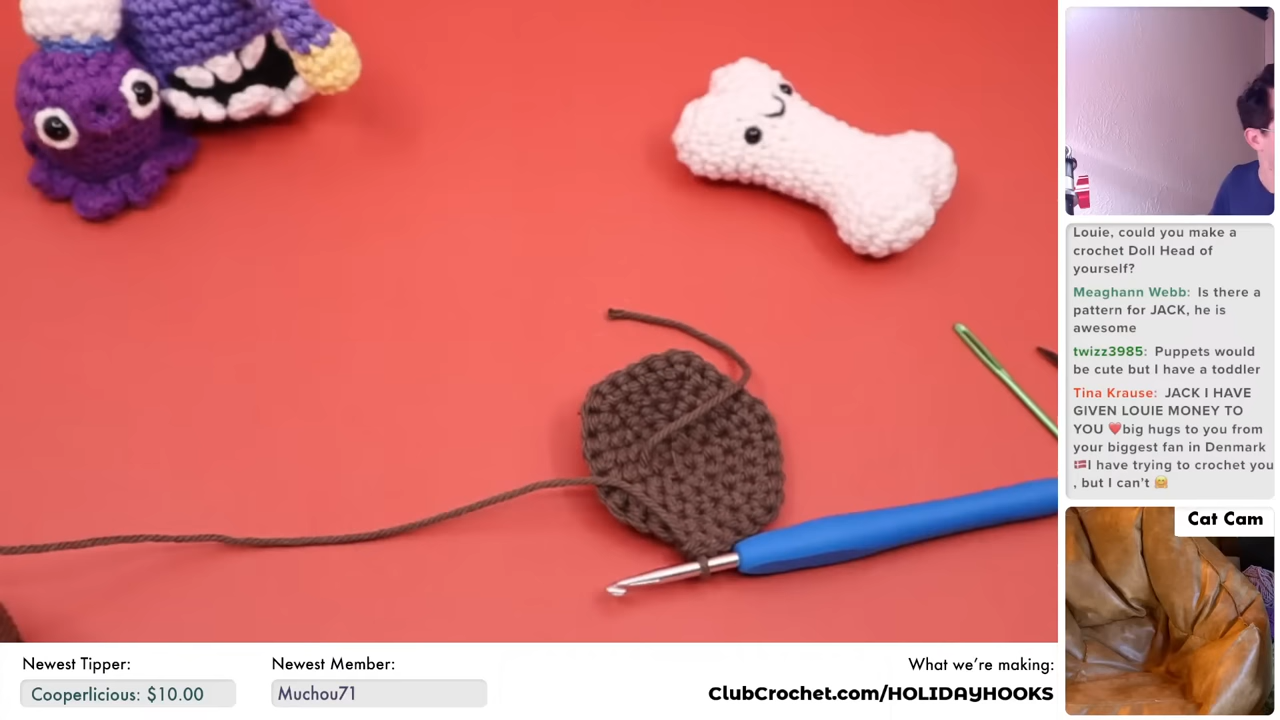 Louie, could you make a
crochet Doll Head of
yourself?
Meaghann Webb: Is there a
pattern for JACK, he is
awesome
twizz3985: Puppets would
be cute but I have a toddler
Tina Krause: JACK I HAVE
GIVEN LOUIE MONEY TO
YOU ❤️big hugs to you from
your biggest fan in Denmark
🇩🇰I have trying to crochet you
, but I can't 🤗
Cat Cam
Newest Tipper:
Cooperlicious: $10.00
Newest Member:
Muchou71
What we're making:
ClubCrochet.com/HOLIDAYHOOKS